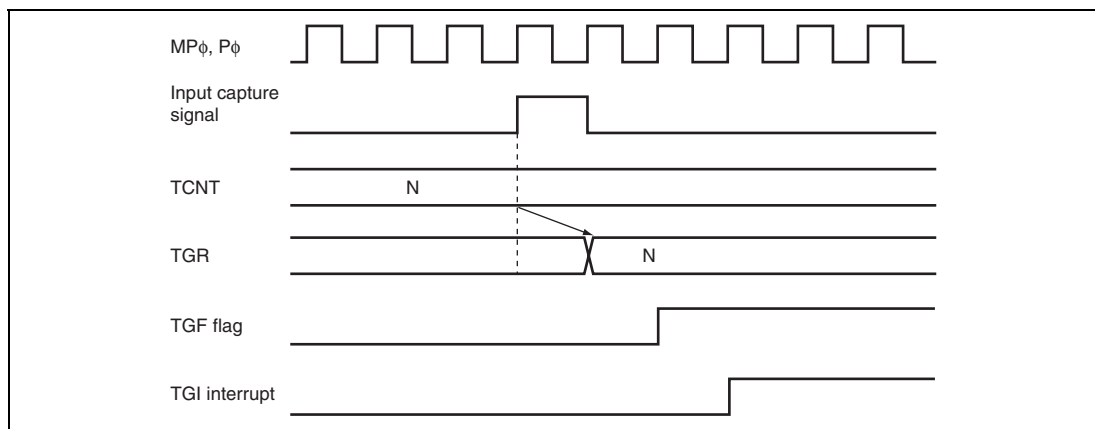 MPϕ, Pϕ
Input capture
signal
TCNT
N
TGR
N
TGF flag
TGI interrupt